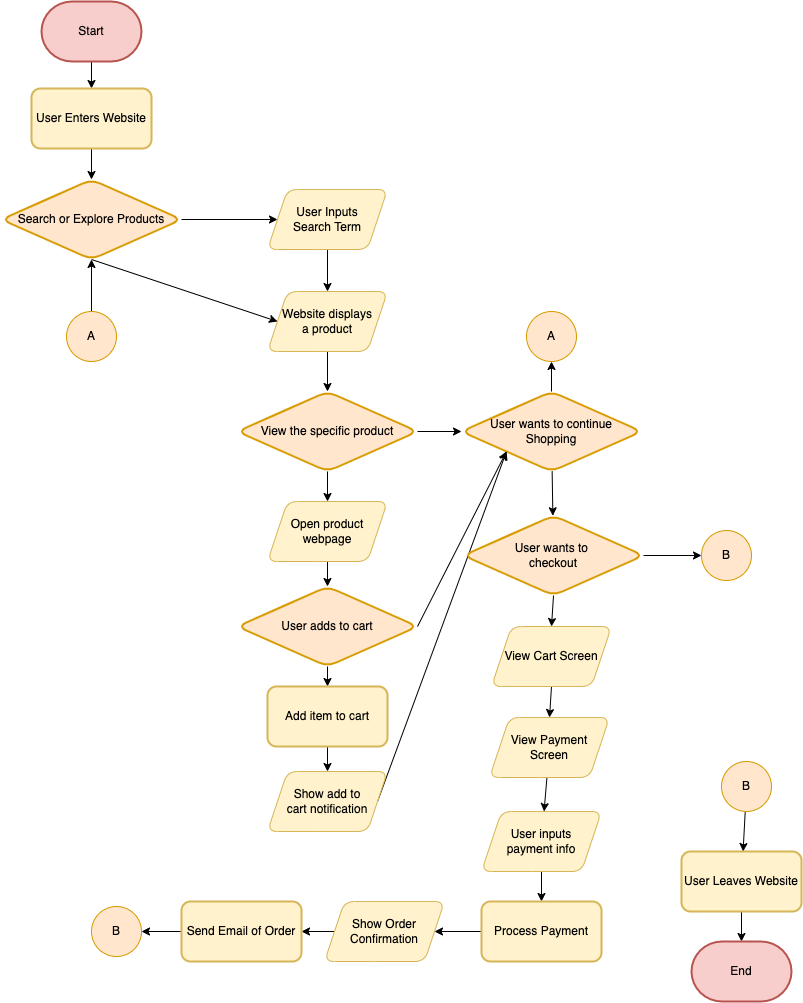 Start
User Enters Website
Search or Explore Products
User Inputs
Search Term
Website displays
a product
A
A
View the specific product
User wants to continue
Shopping
Open product
webpage
User wants to
checkout
B
User adds to cart
View Cart Screen
Add item to cart
View Payment
Screen
Show add to
cart notification
B
User inputs
payment info
User Leaves Website
B
Send Email of Order
Show Order
Confirmation
Process Payment
End